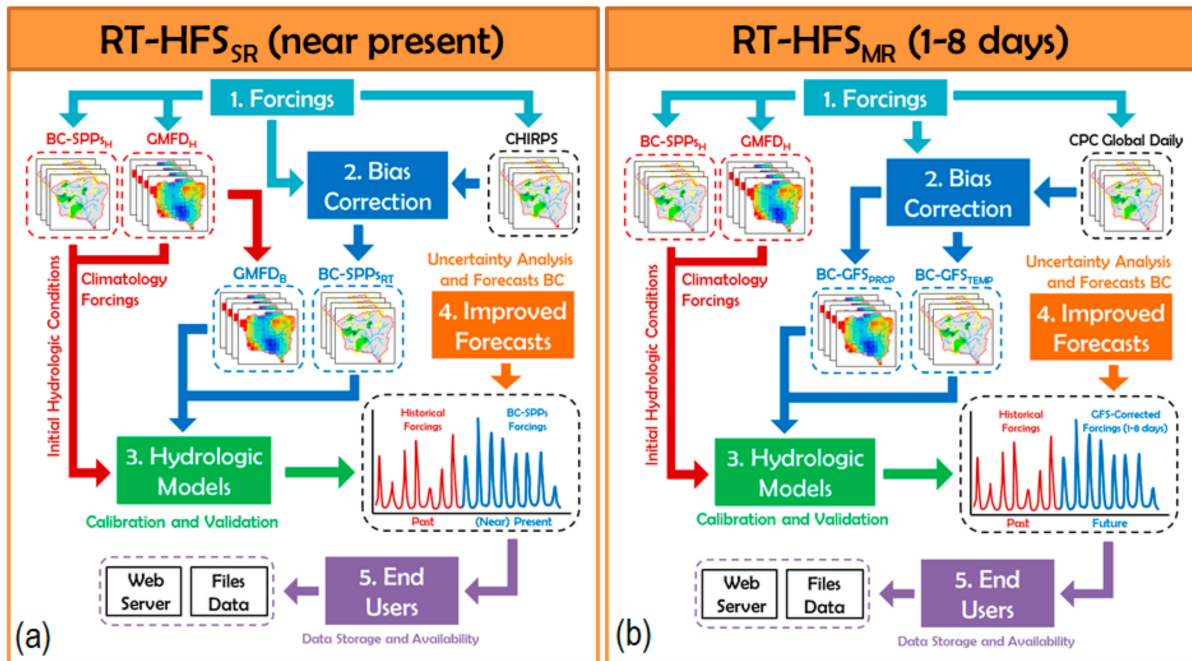 RT-HFSSR (near present)
1. Forcings
BC-SPPsH
GMFDH
CHIRPS
2. Bias
Correction
Initial Hydrologic Conditions
Climatology
Forcings
GMFDB
BC-SPPsRT
Uncertainty Analysis
and Forecasts BC
4. Improved
Forecasts
Historical
Forcings
BC-SPPs
Forcings
3. Hydrologic
Models
Past
(Near) Present
Calibration and Validation
Web
Server
Files
Data
5. End
Users
Data Storage and Availability
(a)
RT-HFSMR (1-8 days)
1. Forcings
BC-SPPsH
GMFDH
CPC Global Daily
2. Bias
Correction
Initial Hydrologic Conditions
Climatology
Forcings
BC-GFSPRCP
BC-GFSTEMP
Uncertainty Analysis
and Forecasts BC
4. Improved
Forecasts
Historical
Forcings
GFS-Corrected
Forcings (1-8 days)
3. Hydrologic
Models
Past
Future
Calibration and Validation
Web
Server
Files
Data
5. End
Users
Data Storage and Availability
(b)